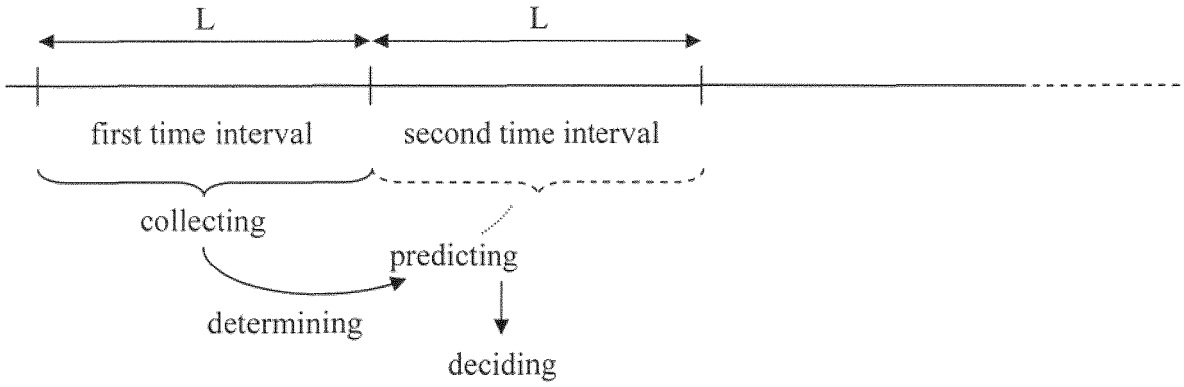 L L
first time interval second time interval
collecting
predicting
determining
deciding